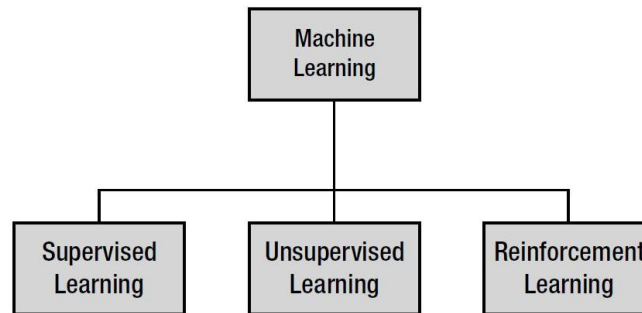 Machine
Learning
Supervised
Learning
Unsupervised
Learning
Reinforcement
Learning